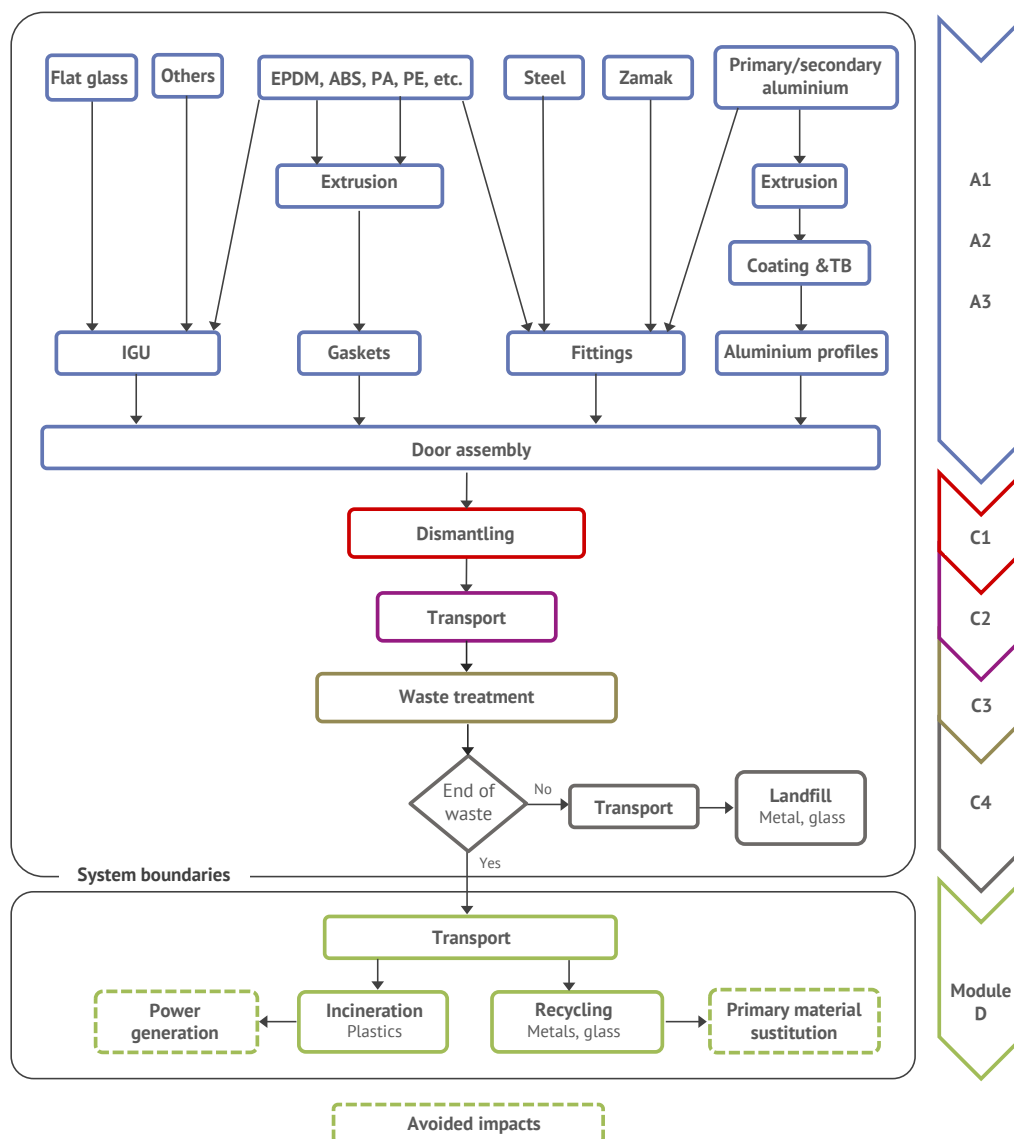 Flat glass
Others
EPDM, ABS, PA, PE, etc.
Steel
Zamak
Primary/secondary
aluminium
Extrusion
Extrusion
Coating &TB
IGU
Gaskets
Fittings
Aluminium profiles
Door assembly
Dismantling
Transport
Waste treatment
End of
waste
No
Transport
Landfill
Metal, glass
Yes
System boundaries
Transport
Power
generation
Incineration
Plastics
Recycling
Metals, glass
Primary material
sustitution
Avoided impacts
A1
A2
A3
C1
C2
C3
C4
Module
D